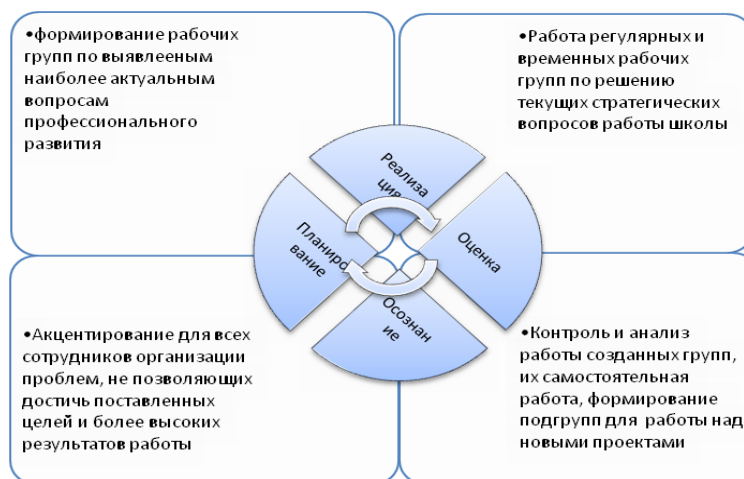 •формирование рабочих
групп по выявлееным
наиболее актуальным
вопросам
профессионального
развития
•Работа регулярных и
временных рабочих
групп по решению
текущих стратегических
вопросов работы школы
Реализа
ция
Планиро
вание
Оценка
Осознан
ие
•Акцентирование для всех
сотрудников организации
проблем, не позволяющих
достичь поставленных
целей и более высоких
результатов работы
•Контроль и анализ
работы созданных групп,
их самостоятельная
работа, формирование
подгрупп для работы над
новыми проектами